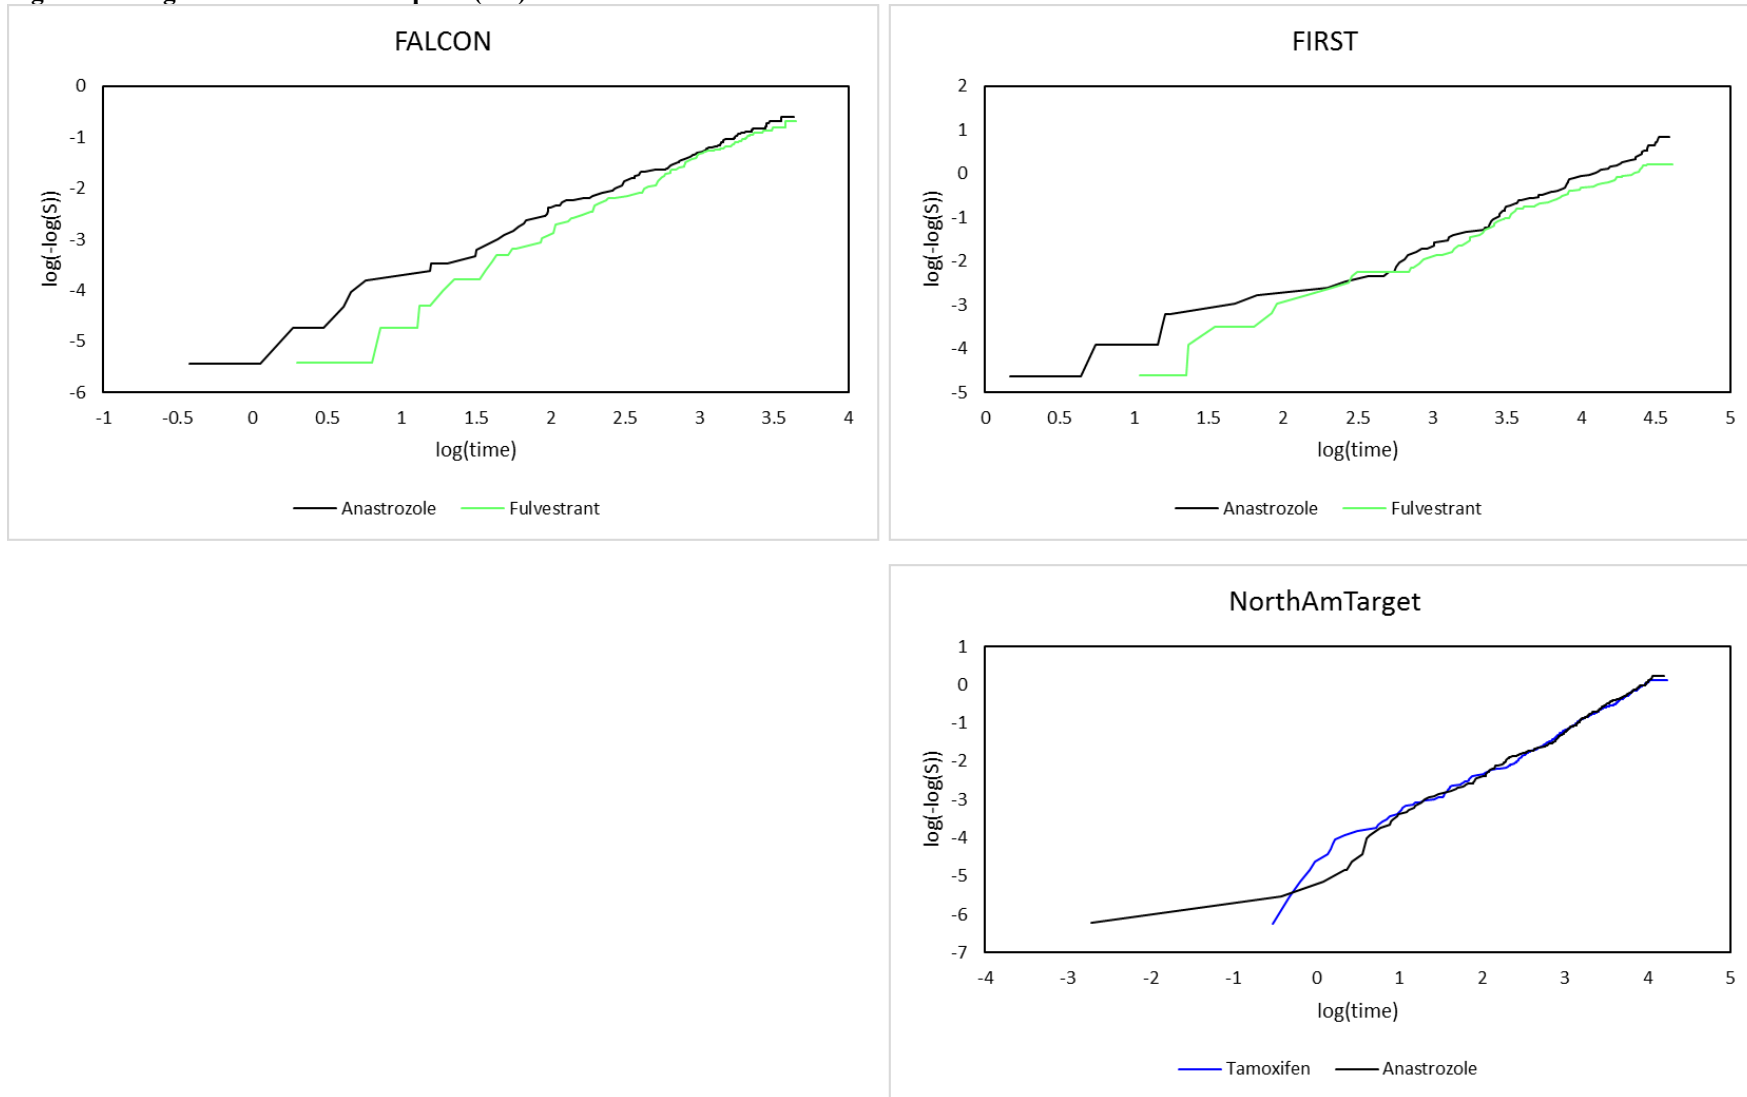 FALCON
0
-1
-2
-3
-4
-5
-6
log(-log(S))
-1 -0.5 0 0.5 1 1.5 2 2.5 3 3.5 4
log(time)
Anastrozole Fulvestrant
FIRST
2
1
0
-1
-2
-3
-4
-5
log(-log(S))
0 0.5 1 1.5 2 2.5 3 3.5 4 4.5 5
log(time)
Anastrozole Fulvestrant
NorthAmTarget
1
0
-1
-2
-3
-4
-5
-6
-7
log(-log(S))
-4 -3 -2 -1 0 1 2 3 4 5
log(time)
Tamoxifen Anastrozole